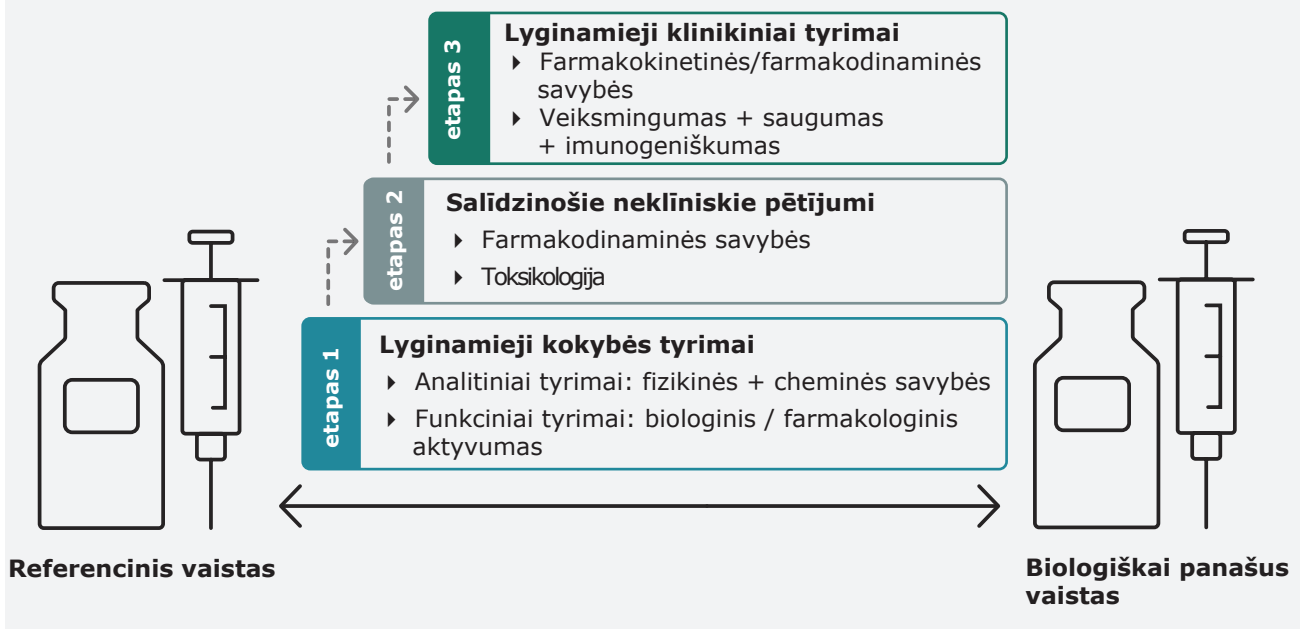 etapas 3
Lyginamieji klinikiniai tyrimai
Farmakokinetinės/farmakodinaminės
savybės
Veiksmingumas + saugumas
+ imunogeniškumas
etapas 2
Salīdzinošie neklīniskie pētījumi
Farmakodinaminės savybės
Toksikologija
etapas 1
Lyginamieji kokybės tyrimai
Analitiniai tyrimai: fizikinės + cheminės savybės
Funkciniai tyrimai: biologinis / farmakologinis
aktyvumas
Referencinis vaistas
Biologiškai panašus
vaistas